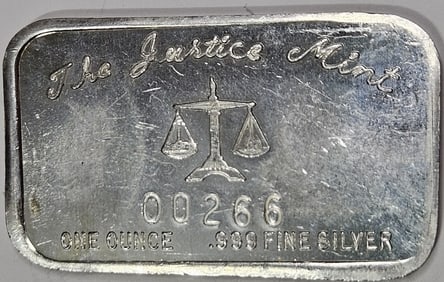 The Justice Mint
00266
ONE OUNCE .999 FINE SILVER